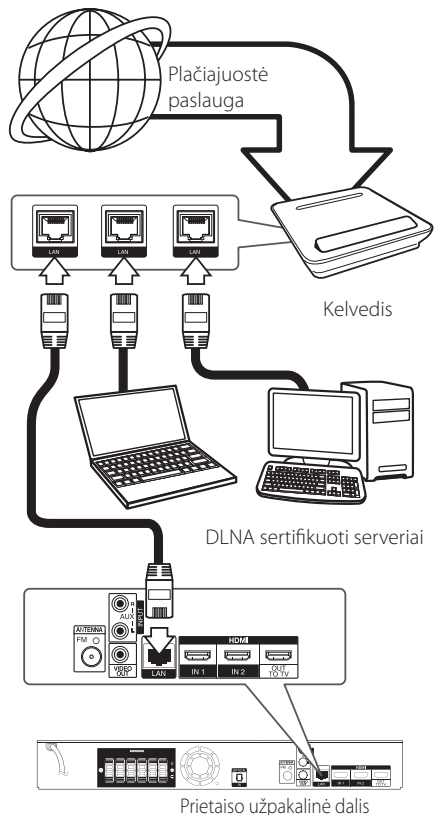 Plačiajuostė
paslauga
LAN LAN LAN
Kelvedis
DLNA sertifikuoti serveriai
ANTENNA
FM
R
AUX
L
INPUT
VIDEO
OUT
LAN
HDMI
IN 1 IN 2 OUT
TO TV
Prietaiso užpakalinė dalis